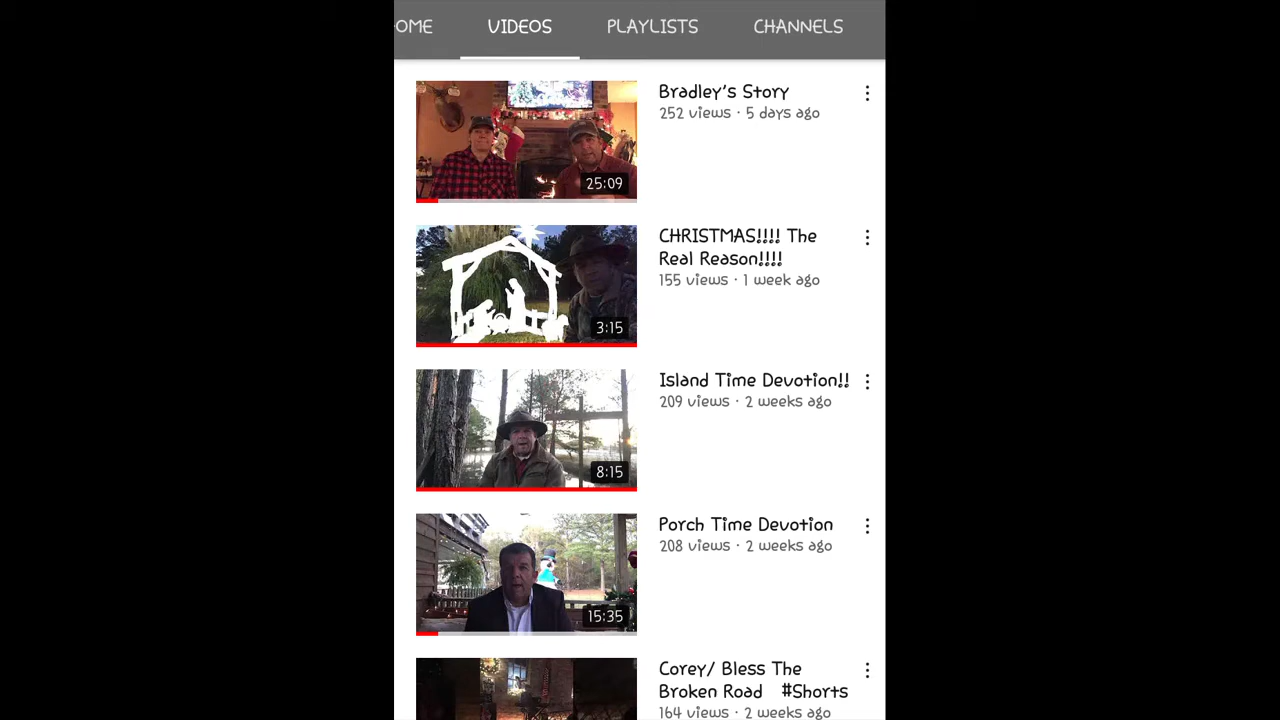 OME VIDEOS PLAYLISTS CHANNELS
Bradley's Story
252 views · 5 days ago
25:09
CHRISTMAS!!!! The
Real Reason!!!!
155 views · 1 week ago
3:15
Island Time Devotion!!
209 views · 2 weeks ago
8:15
Porch Time Devotion
208 views · 2 weeks ago
15:35
Corey/ Bless The
Broken Road #Shorts
164 views · 2 weeks ago